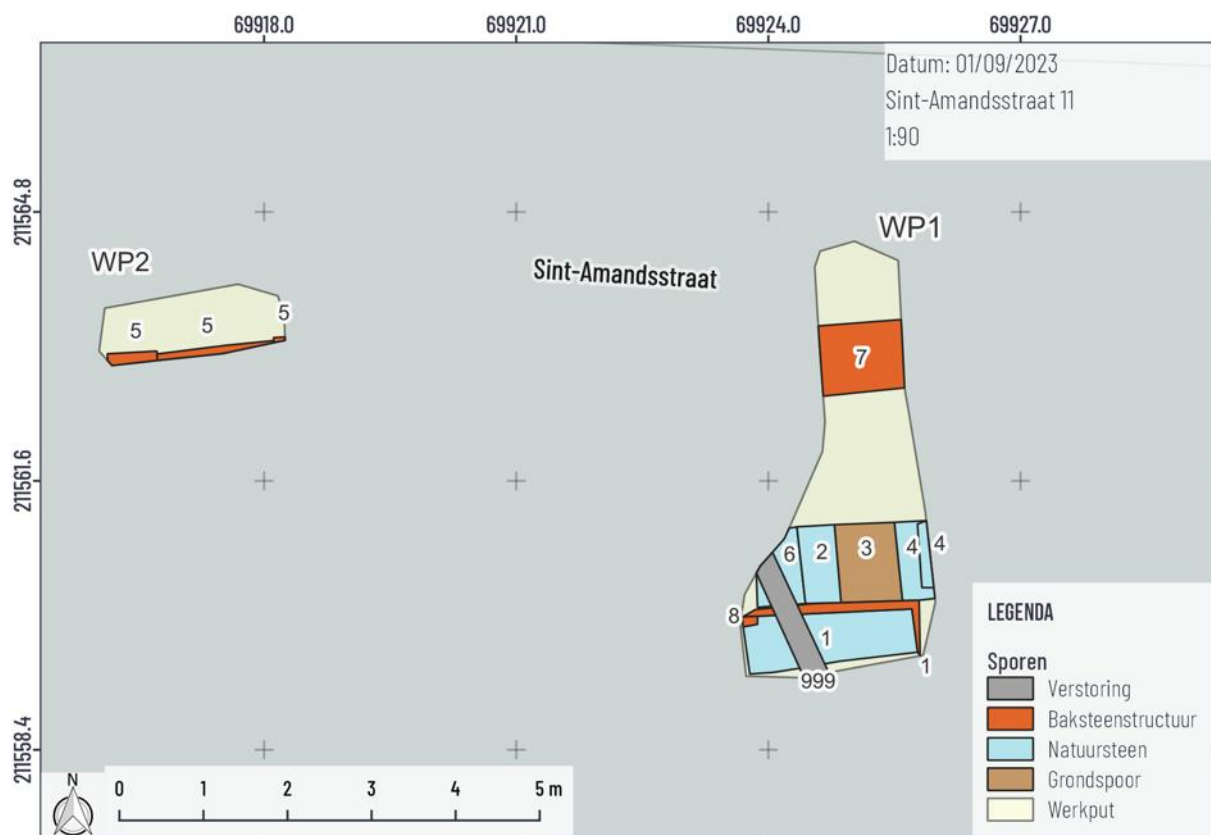 69918.0 69921.0 69924.0 69927.0
Datum: 01/09/2023
Sint-Amandsstraat 11
1:90
211564.8
WP1
WP2
Sint-Amandsstraat
5 5 5
7
211561.6
6 2 3 4 4
8 1 1
999
LEGENDA
Sporen
Verstoring
Baksteenstructuur
Natuursteen
Grondspoor
Werkput
211558.4
N
0 1 2 3 4 5 m